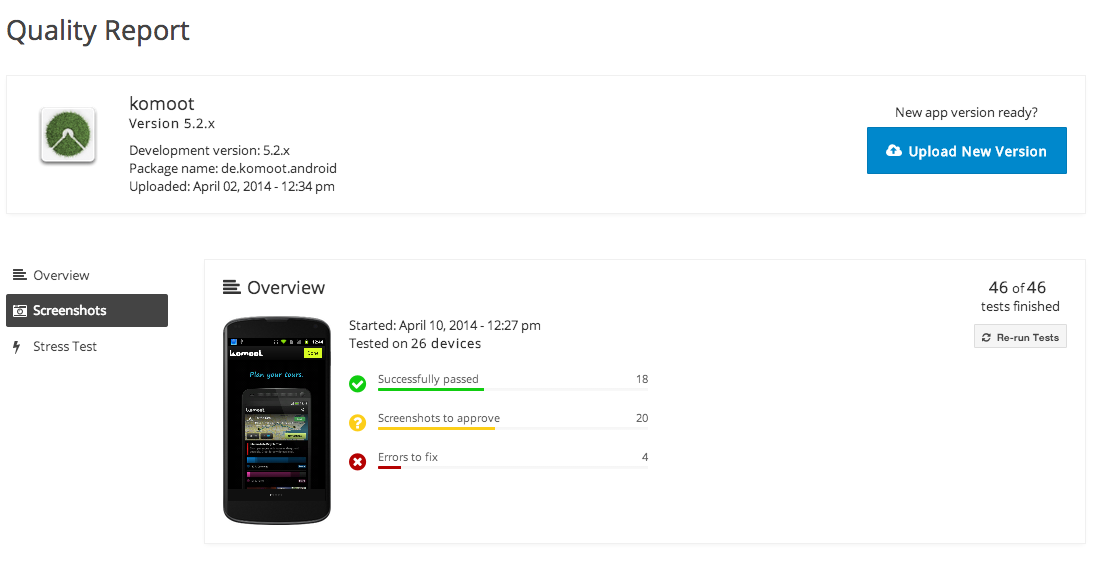 Quality Report
komoot
Version 5.2.x
Development version: 5.2.x
Package name: de.komoot.android
Uploaded: April 02, 2014 - 12:34 pm
New app version ready?
Upload New Version
Overview
Screenshots
Stress Test
Overview
46 of 46
tests finished
Re-run Tests
Started: April 10, 2014 - 12:27 pm
Tested on 26 devices
Successfully passed 18
Screenshots to approve 20
Errors to fix 4
12:44
komoot
Plan your tours.
komoot